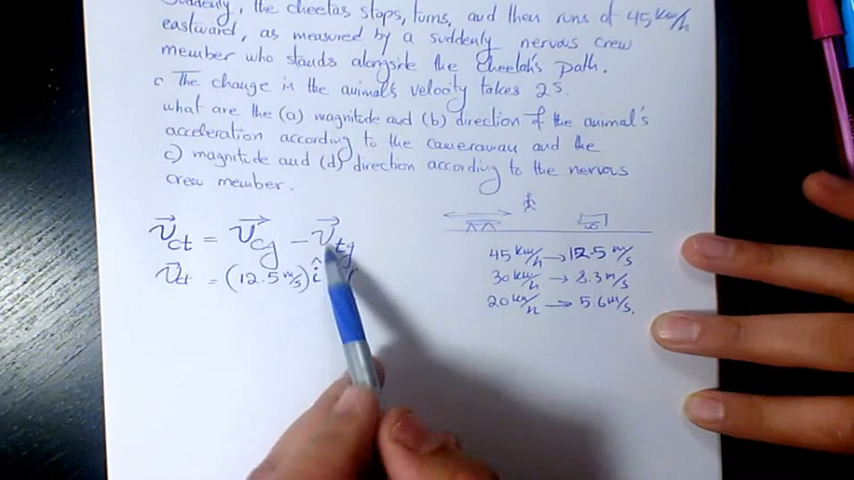 Suddenly, the cheetas stops, turns, and then runs of 45 km/h
eastward, as measured by a suddenly nervous crew
member who stands alongside the Cheetah's path.
The change in the animal's velocity takes 2s.
what are the (a) magnitude and (b) direction of the animal's
acceleration according to the cameraman and the
c) magnitude and (d) direction according to the nervous
crew member.
v⃗ct = v⃗cg − v⃗tg
v⃗ct = (12.5 m/s) î
45 km/h → 12.5 m/s
30 km/h → 8.3 m/s
20 km/h → 5.6 m/s.